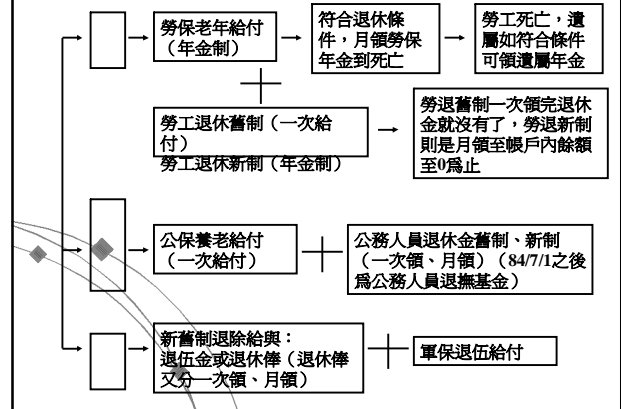 勞保老年給付
（年金制）
符合退休條
件，月領勞保
年金到死亡
勞工死亡，遺
屬如符合條件
可領遺屬年金
勞工退休舊制（一次給
付）
勞工退休新制（年金制）
勞退舊制一次領完退休
金就沒有了，勞退新制
則是月領至帳戶內餘額
至0為止
公保養老給付
（一次給付）
公務人員退休金舊制、新制
（一次領、月領）（84/7/1之後
為公務人員退撫基金）
新舊制退除給與：
退伍金或退休俸（退休俸
又分一次領、月領）
軍保退伍給付